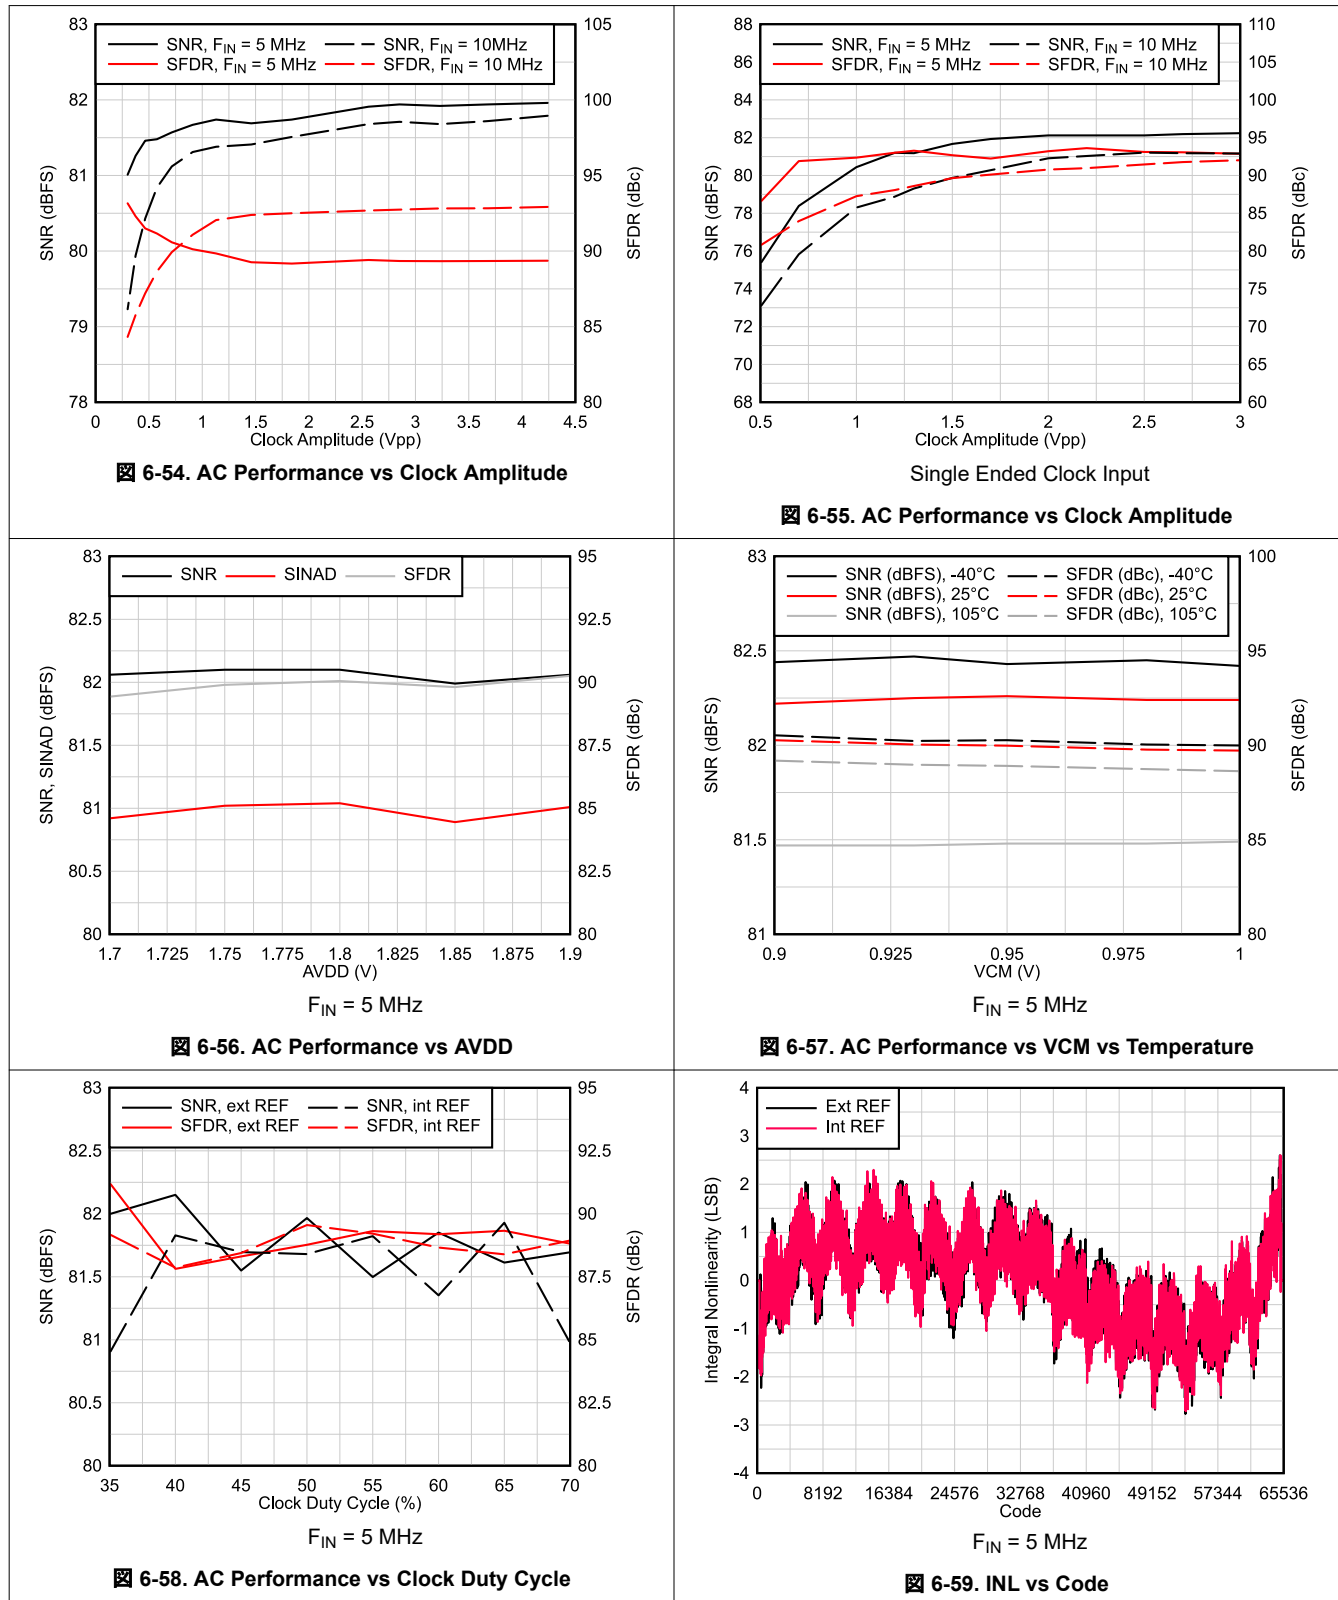 83
82
81
80
79
78
105
100
95
90
85
80
0 0.5 1 1.5 2 2.5 3 3.5 4 4.5
SNR (dBFS)
SFDR (dBc)
SNR, FIN = 5 MHz
SNR, FIN = 10MHz
SFDR, FIN = 5 MHz
SFDR, FIN = 10 MHz
Clock Amplitude (Vpp)
図 6-54. AC Performance vs Clock Amplitude
88
86
84
82
80
78
76
74
72
70
68
110
105
100
95
90
85
80
75
70
65
60
0.5 1 1.5 2 2.5 3
SNR (dBFS)
SFDR (dBc)
SNR, FIN = 5 MHz
SNR, FIN = 10 MHz
SFDR, FIN = 5 MHz
SFDR, FIN = 10 MHz
Clock Amplitude (Vpp)
Single Ended Clock Input
図 6-55. AC Performance vs Clock Amplitude
83
82.5
82
81.5
81
80.5
80
95
92.5
90
87.5
85
82.5
80
1.7 1.725 1.75 1.775 1.8 1.825 1.85 1.875 1.9
SNR, SINAD (dBFS)
SFDR (dBc)
SNR SINAD SFDR
AVDD (V)
FIN = 5 MHz
図 6-56. AC Performance vs AVDD
83
82.5
82
81.5
81
100
95
90
85
80
0.9 0.925 0.95 0.975 1
SNR (dBFS)
SFDR (dBc)
SNR (dBFS), -40°C
SFDR (dBc), -40°C
SNR (dBFS), 25°C
SFDR (dBc), 25°C
SNR (dBFS), 105°C
SFDR (dBc), 105°C
VCM (V)
FIN = 5 MHz
図 6-57. AC Performance vs VCM vs Temperature
83
82.5
82
81.5
81
80.5
80
95
92.5
90
87.5
85
82.5
80
35 40 45 50 55 60 65 70
SNR (dBFS)
SFDR (dBc)
SNR, ext REF
SNR, int REF
SFDR, ext REF
SFDR, int REF
Clock Duty Cycle (%)
FIN = 5 MHz
図 6-58. AC Performance vs Clock Duty Cycle
4
3
2
1
0
-1
-2
-3
-4
0 8192 16384 24576 32768 40960 49152 57344 65536
Integral Nonlinearity (LSB)
Ext REF
Int REF
Code
FIN = 5 MHz
図 6-59. INL vs Code